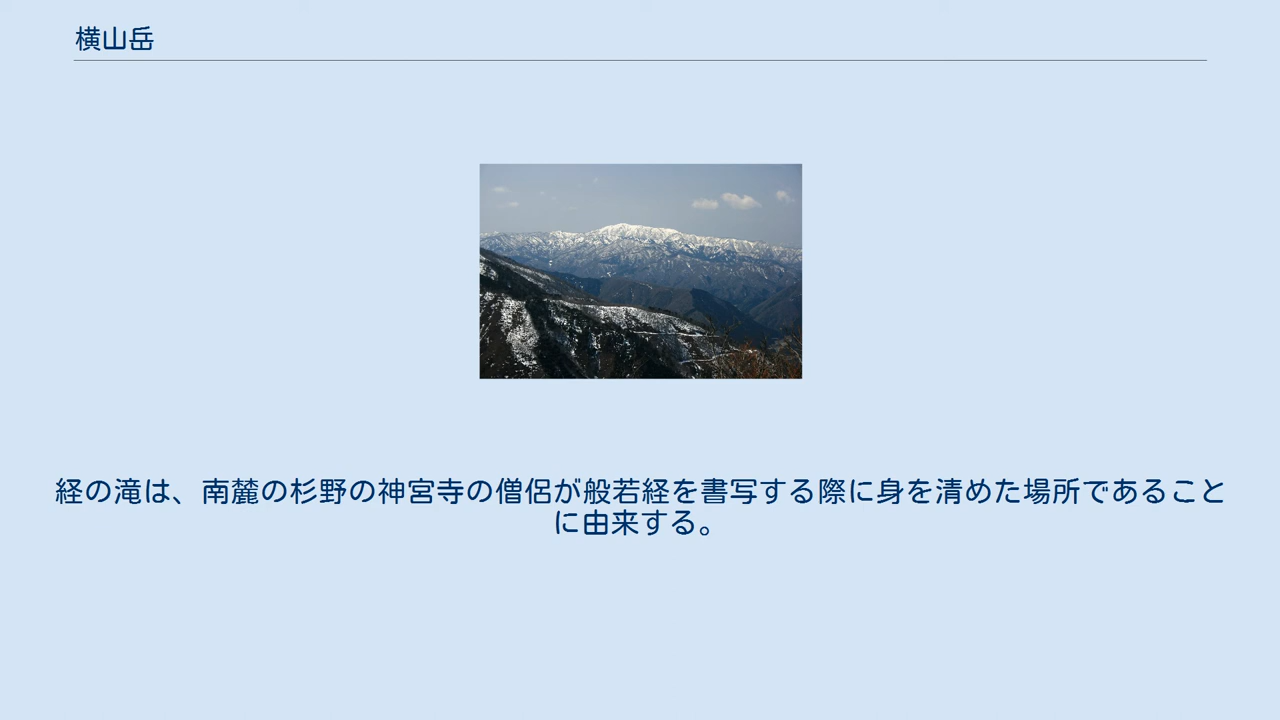 横山岳
経の滝は、南麓の杉野の神宮寺の僧侶が般若経を書写する際に身を清めた場所であること
に由来する。